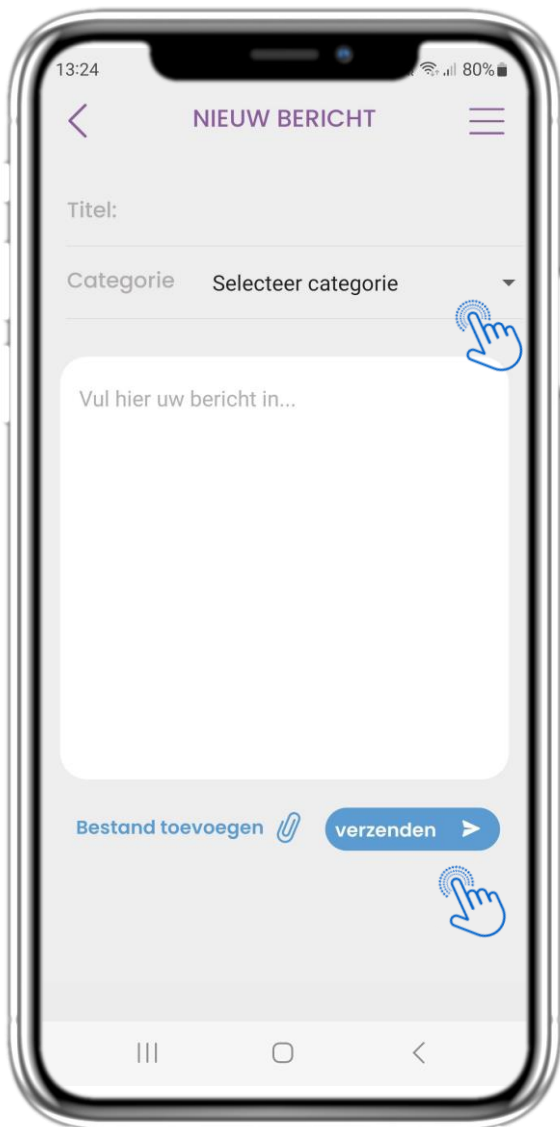 13:24 80%
NIEUW BERICHT
Titel:
Categorie Selecteer categorie
Vul hier uw bericht in...
Bestand toevoegen verzenden